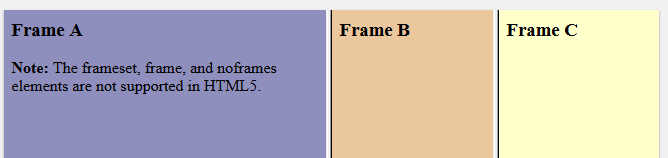 Frame A
Note: The frameset, frame, and noframes
elements are not supported in HTML5.
Frame B
Frame C